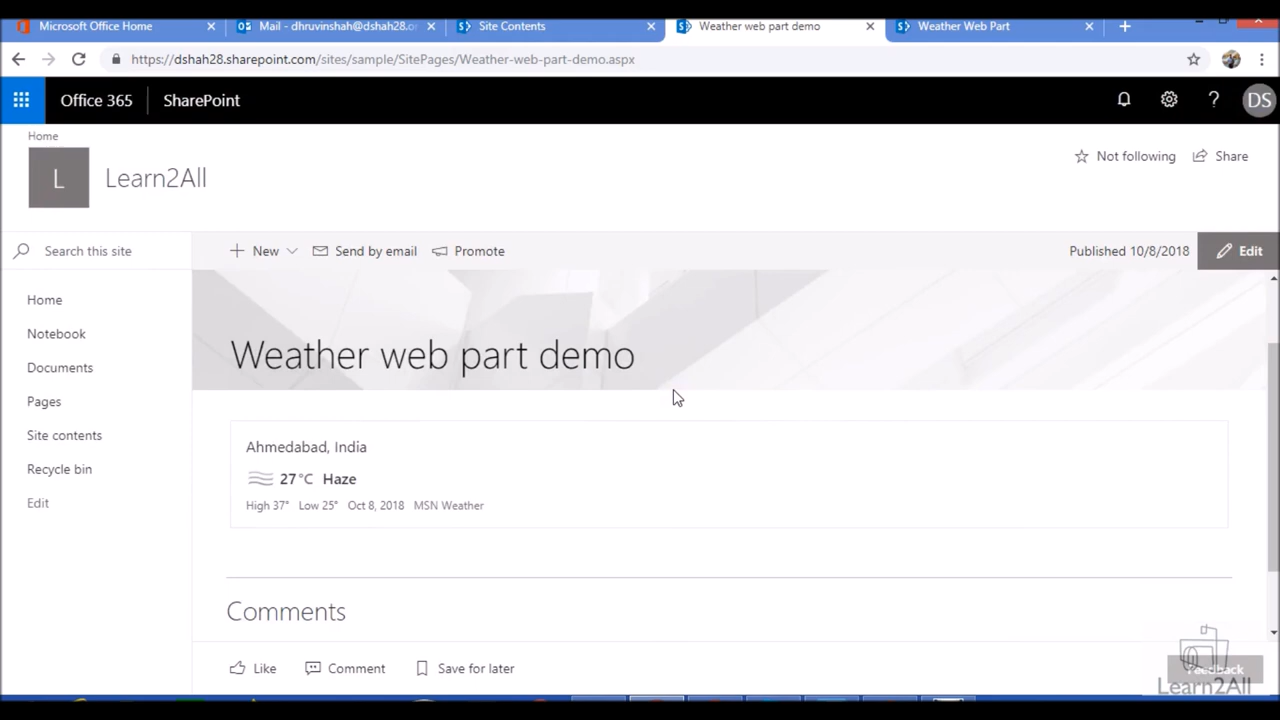 Microsoft Office Home
Mail - dhruvinshah@dshah28.or
Site Contents
Weather web part demo
Weather Web Part
https://dshah28.sharepoint.com/sites/sample/SitePages/Weather-web-part-demo.aspx
Office 365
SharePoint
?
DS
Home
L
Learn2All
Not following
Share
Search this site
New
Send by email
Promote
Published 10/8/2018
Edit
Home
Notebook
Documents
Pages
Site contents
Recycle bin
Edit
Weather web part demo
Ahmedabad, India
27 °C Haze
High 37° Low 25° Oct 8, 2018 MSN Weather
Comments
Like
Comment
Save for later
Feedback
Learn2All